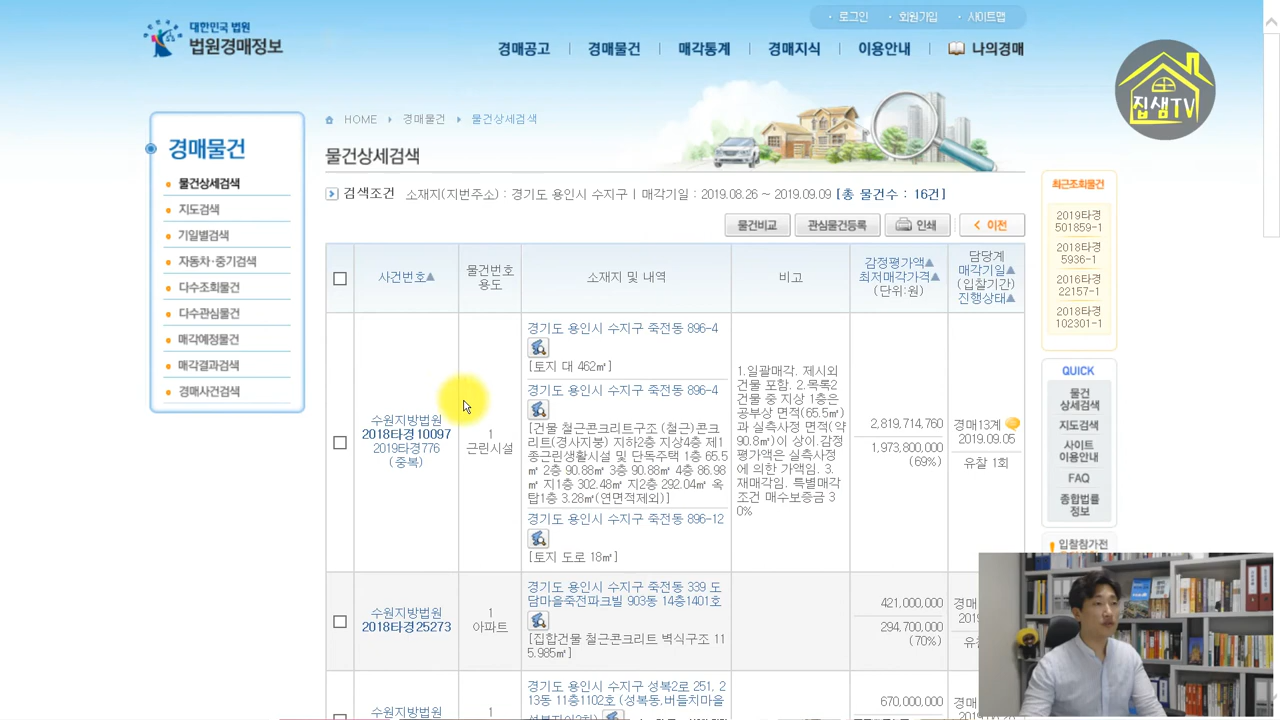 대한민국 법원
법원경매정보
로그인 회원가입 사이트맵
경매공고 경매물건 매각통계 경매지식 이용안내 나의경매
집샘TV
경매물건
물건상세검색
지도검색
기일별검색
자동차·중기검색
다수조회물건
다수관심물건
매각예정물건
매각결과검색
경매사건검색
HOME 경매물건 물건상세검색
물건상세검색
검색조건 소재지(지번주소) : 경기도 용인시 수지구 | 매각기일 : 2019.08.26 ~ 2019.09.09 [총 물건수 : 16건]
물건비교 관심물건등록 인쇄 < 이전
사건번호▲
물건번호
용도
소재지 및 내역
비고
감정평가액▲
최저매각가격▲
(단위:원)
담당계
매각기일▲
(입찰기간)
진행상태▲
수원지방법원
2018타경10097
2019타경776
(중복)
1
근린시설
경기도 용인시 수지구 죽전동 896-4
[토지 대 462㎡]
경기도 용인시 수지구 죽전동 896-4
[건물 철근콘크리트구조 (철근)콘크
리트(경사지붕) 지하2층 지상4층 제1
종근린생활시설 및 단독주택 1층 65.5
㎡ 2층 90.88㎡ 3층 90.88㎡ 4층 86.98
㎡ 지1층 302.48㎡ 지2층 292.04㎡ 옥
탑1층 3.28㎡(연면적제외)]
경기도 용인시 수지구 죽전동 896-12
[토지 도로 18㎡]
1.일괄매각. 제시외
건물 포함. 2.목록2
건물 중 지상 1층은
공부상 면적(65.5㎡)
과 실측사정 면적(약
90.8㎡)이 상이.감정
평가액은 실측사정
에 의한 가액임. 3.
재매각임. 특별매각
조건 매수보증금 3
0%
2,819,714,760
1,973,800,000
(69%)
경매13계
2019.09.05
유찰 1회
수원지방법원
2018타경25273
1
아파트
경기도 용인시 수지구 죽전동 339 도
담마을죽전파크빌 903동 14층1401호
[집합건물 철근콘크리트 벽식구조 11
5.985㎡]
421,000,000
294,700,000
(70%)
경매
201
유
수원지방법원
1
경기도 용인시 수지구 성복2로 251, 2
13동 11층1102호 (성복동,버들치마을
670,000,000
경매
최근조회물건
2019타경
501859-1
2018타경
5936-1
2016타경
22157-1
2018타경
102301-1
QUICK
물건
상세검색
지도검색
사이트
이용안내
FAQ
종합법률
정보
입찰참가전